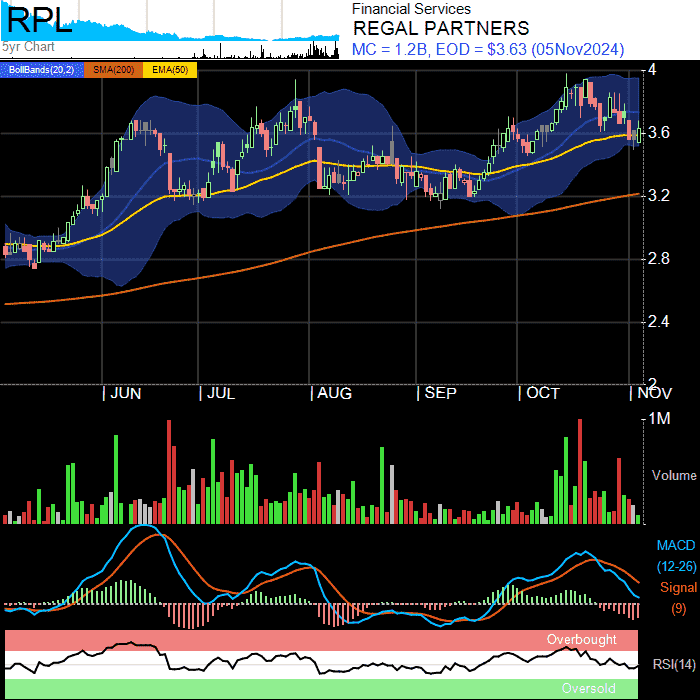 RPL
5yr Chart
Financial Services
REGAL PARTNERS
MC = 1.2B, EOD = $3.63 (05Nov2024)
BollBands(20,2) SMA(200) EMA(50)
4
3.6
3.2
2.8
2.4
2
JUN JUL AUG SEP OCT NOV
1M
Volume
MACD
(12-26)
Signal
(9)
Overbought
RSI(14)
Oversold